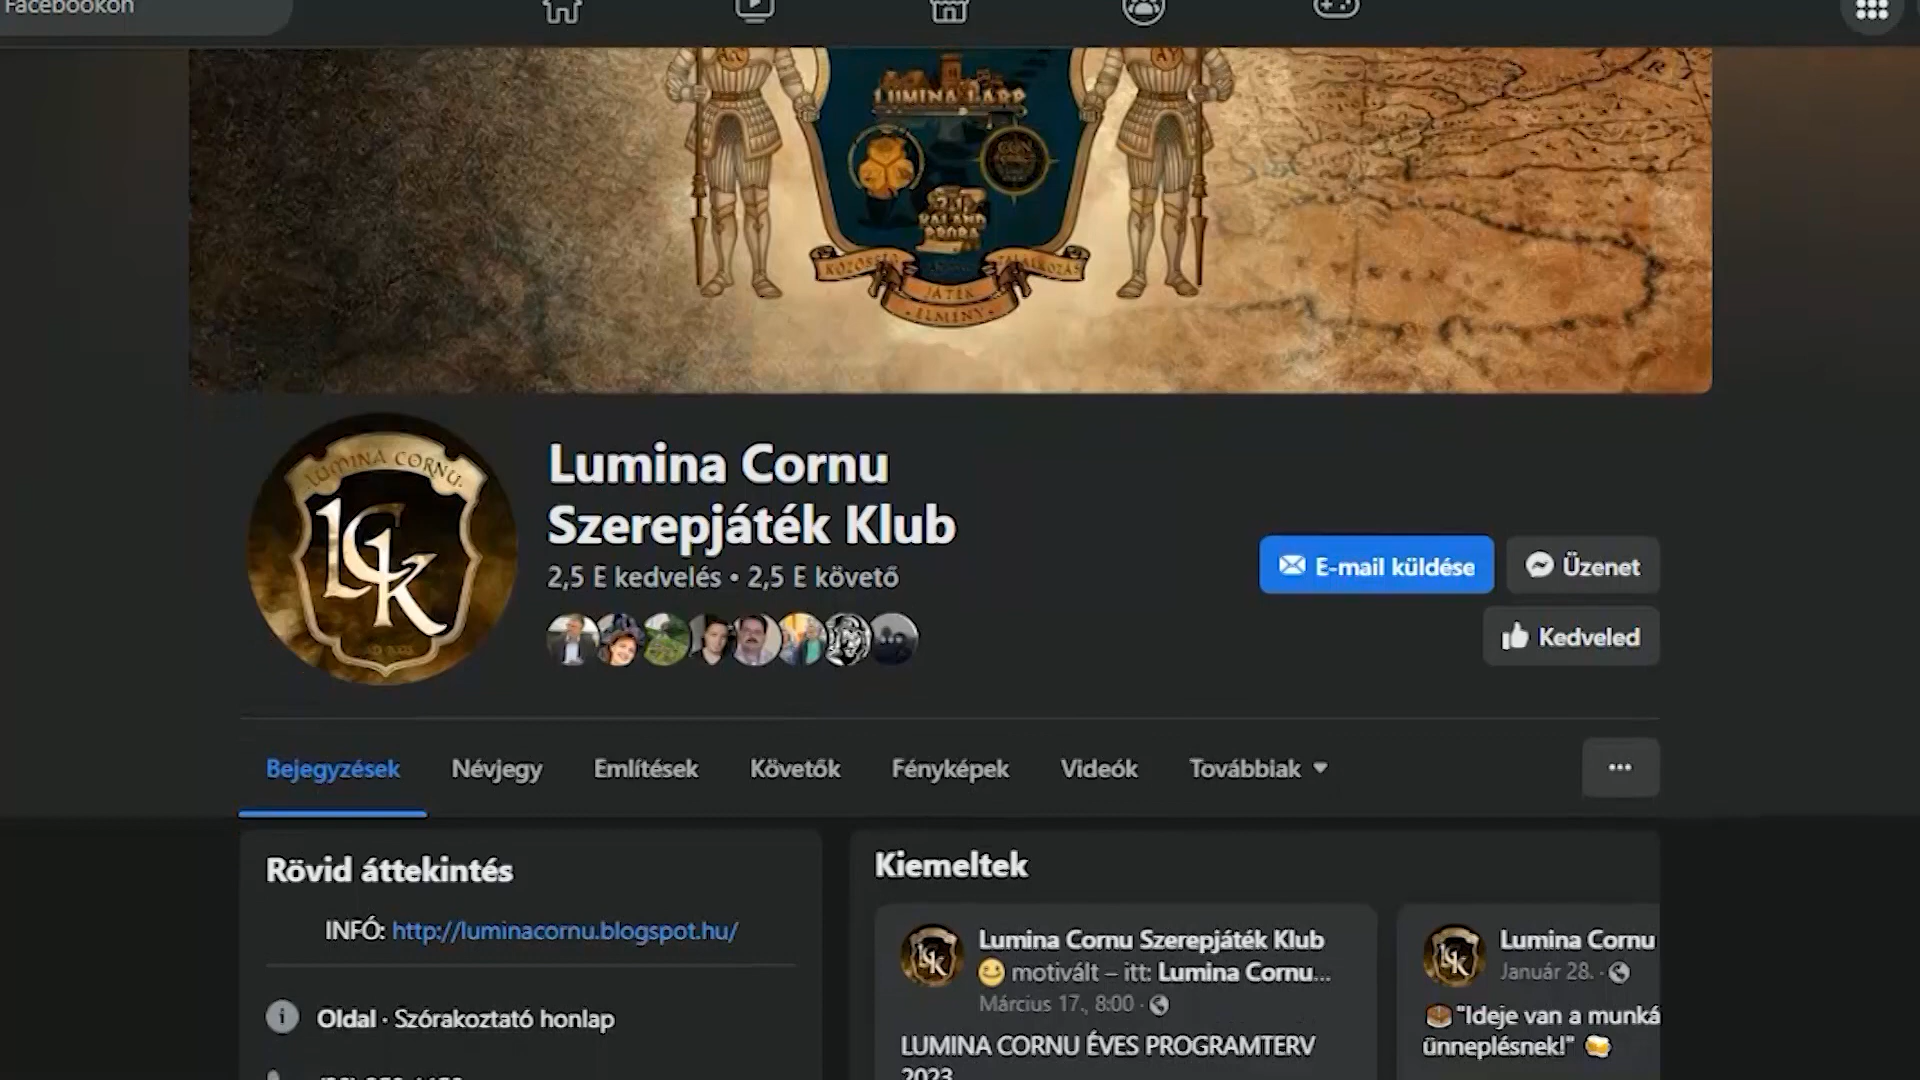 Facebookon
LUMINA LARP
KÖZÖSSÉG
TALÁLKOZÁS
JÁTÉK
ÉLMÉNY
LUMINA CORNU
LCK
Lumina Cornu
Szerepjáték Klub
2,5 E kedvelés • 2,5 E követő
E-mail küldése
Üzenet
Kedveled
Bejegyzések
Névjegy
Említések
Követők
Fényképek
Videók
Továbbiak
Rövid áttekintés
INFÓ: http://luminacornu.blogspot.hu/
Oldal · Szórakoztató honlap
Kiemeltek
Lumina Cornu Szerepjáték Klub
motivált – itt: Lumina Cornu...
Március 17., 8:00 ·
LUMINA CORNU ÉVES PROGRAMTERV
2023
Lumina Cornu
Január 28. ·
"Ideje van a munká
ünneplésnek!"